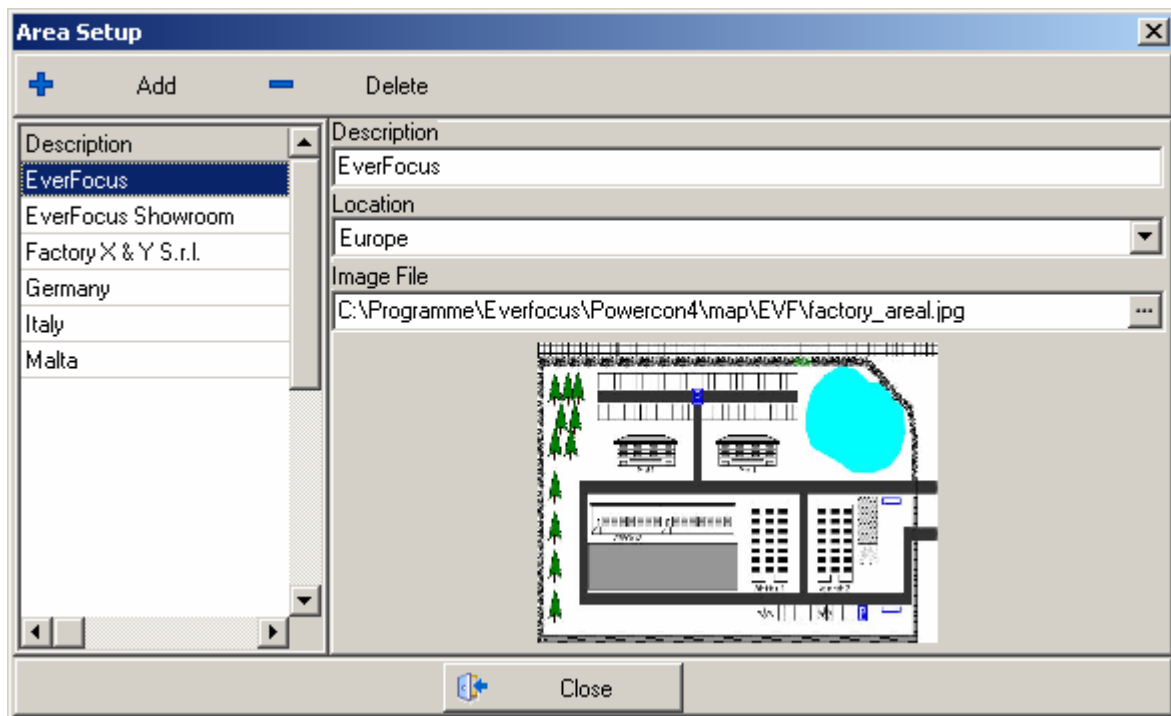 Area Setup
Add Delete
Description
EverFocus
EverFocus Showroom
Factory X & Y S.r.l.
Germany
Italy
Malta
Description
EverFocus
Location
Europe
Image File
C:\Programme\Everfocus\Powercon4\map\EVF\factory_areal.jpg
...
P
Close